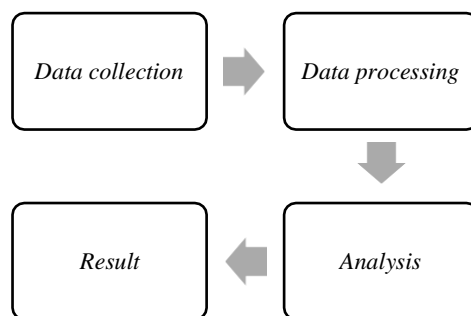 Data collection
Data processing
Analysis
Result